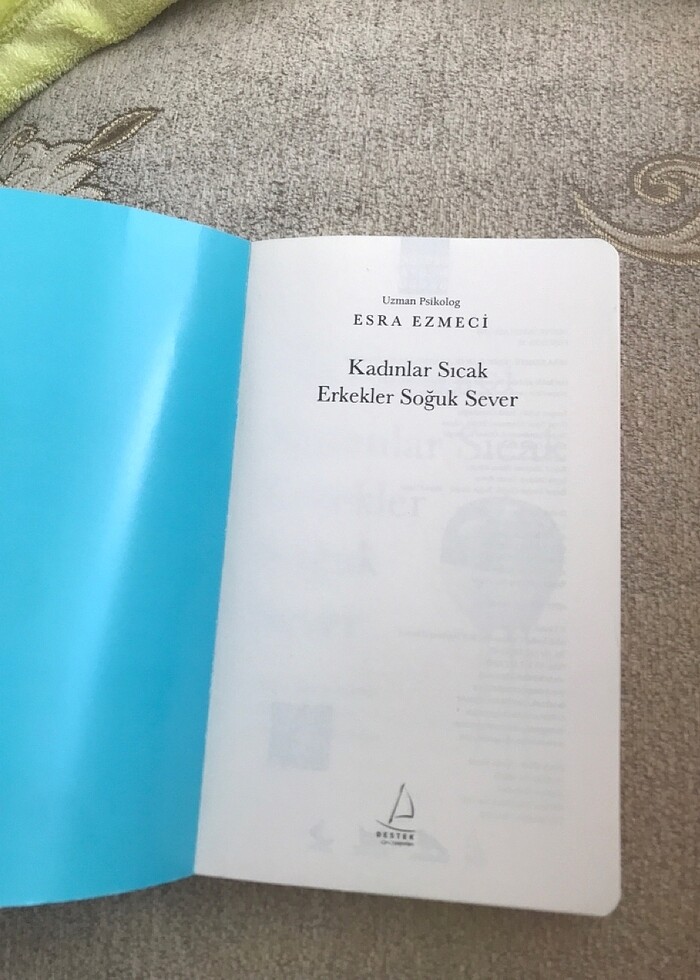 Uzman Psikolog
ESRA EZMECİ
Kadınlar Sıcak
Erkekler Soğuk Sever
DESTEK